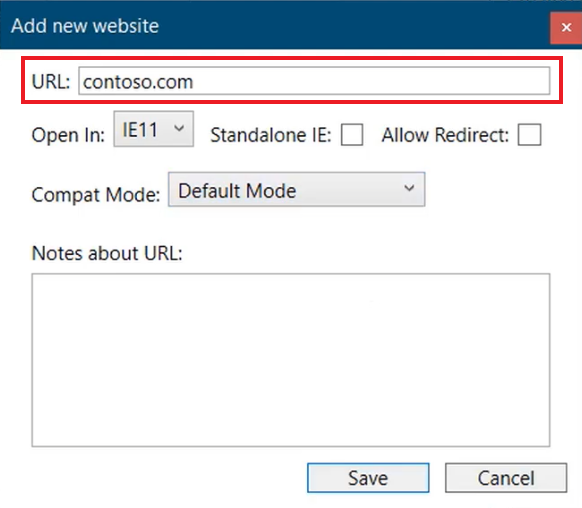 Add new website
URL: contoso.com
Open In: IE11 Standalone IE: Allow Redirect:
Compat Mode: Default Mode
Notes about URL:
Save Cancel